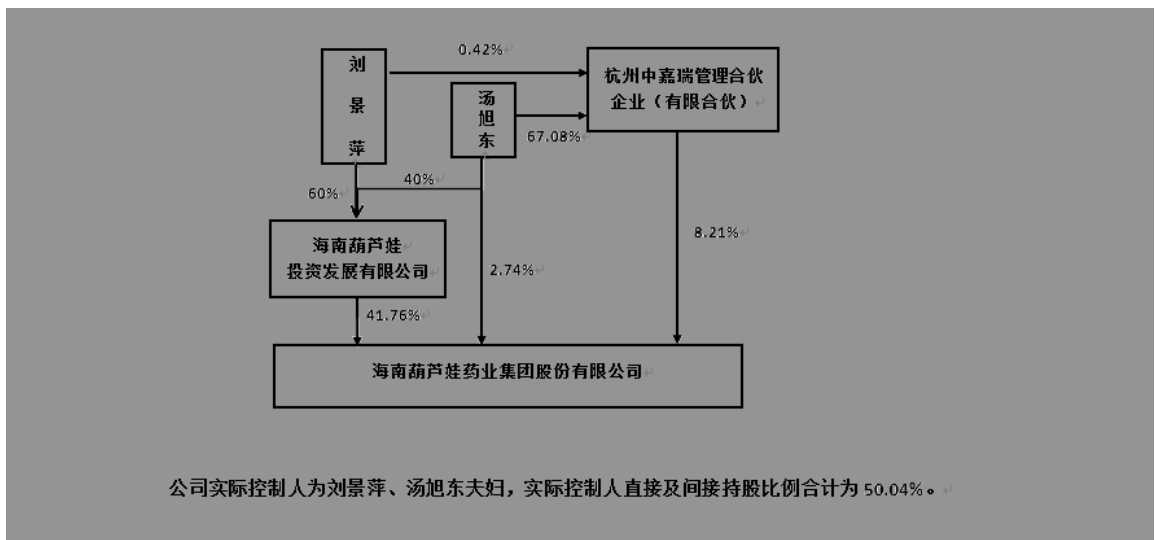 刘
景
萍
0.42%
汤
旭
东
67.08%
杭州中嘉瑞管理合伙
企业（有限合伙）
60%
40%
海南葫芦娃
投资发展有限公司
2.74%
8.21%
41.76%
海南葫芦娃药业集团股份有限公司
公司实际控制人为刘景萍、汤旭东夫妇，实际控制人直接及间接持股比例合计为 50.04%。